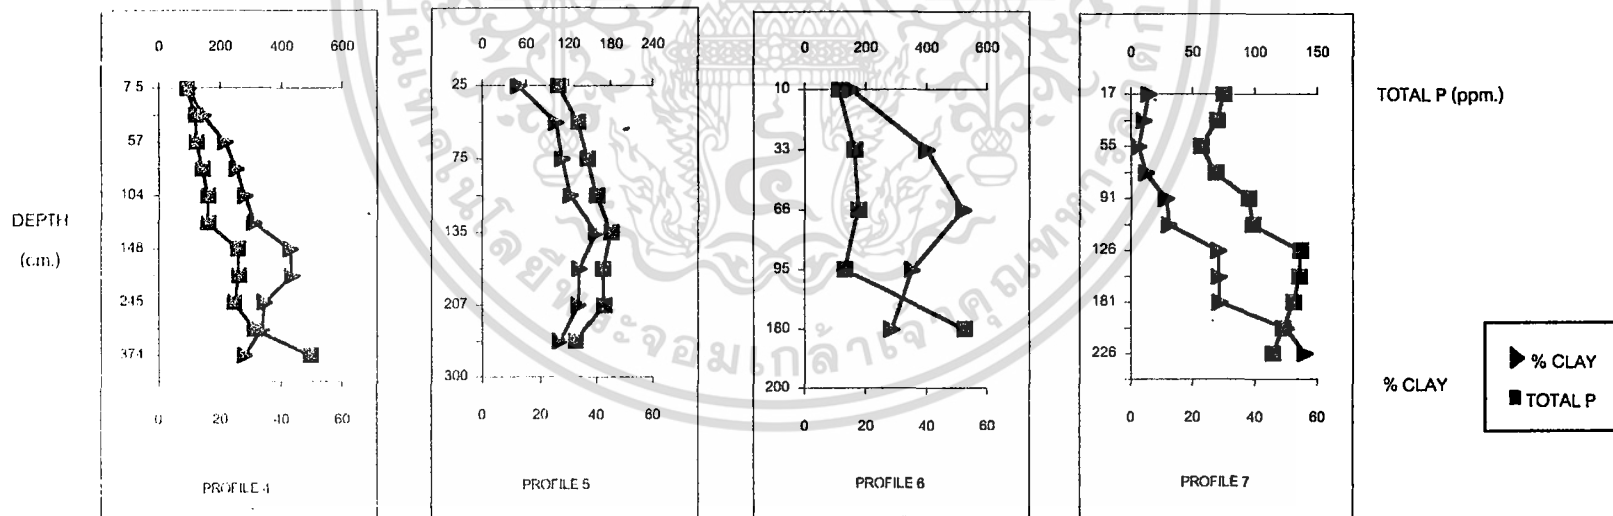 0 200 400 600
0 60 120 180 240
0 200 400 600
0 50 100 150
TOTAL P (ppm.)
DEPTH
(cm.)
75
57
104
148
245
374
25
75
135
207
300
10
33
66
95
180
200
17
55
91
126
181
226
0 20 40 60
0 20 40 60
0 20 40 60
0 20 40 60
% CLAY
% CLAY
TOTAL P
PROFILE 4
PROFILE 5
PROFILE 6
PROFILE 7